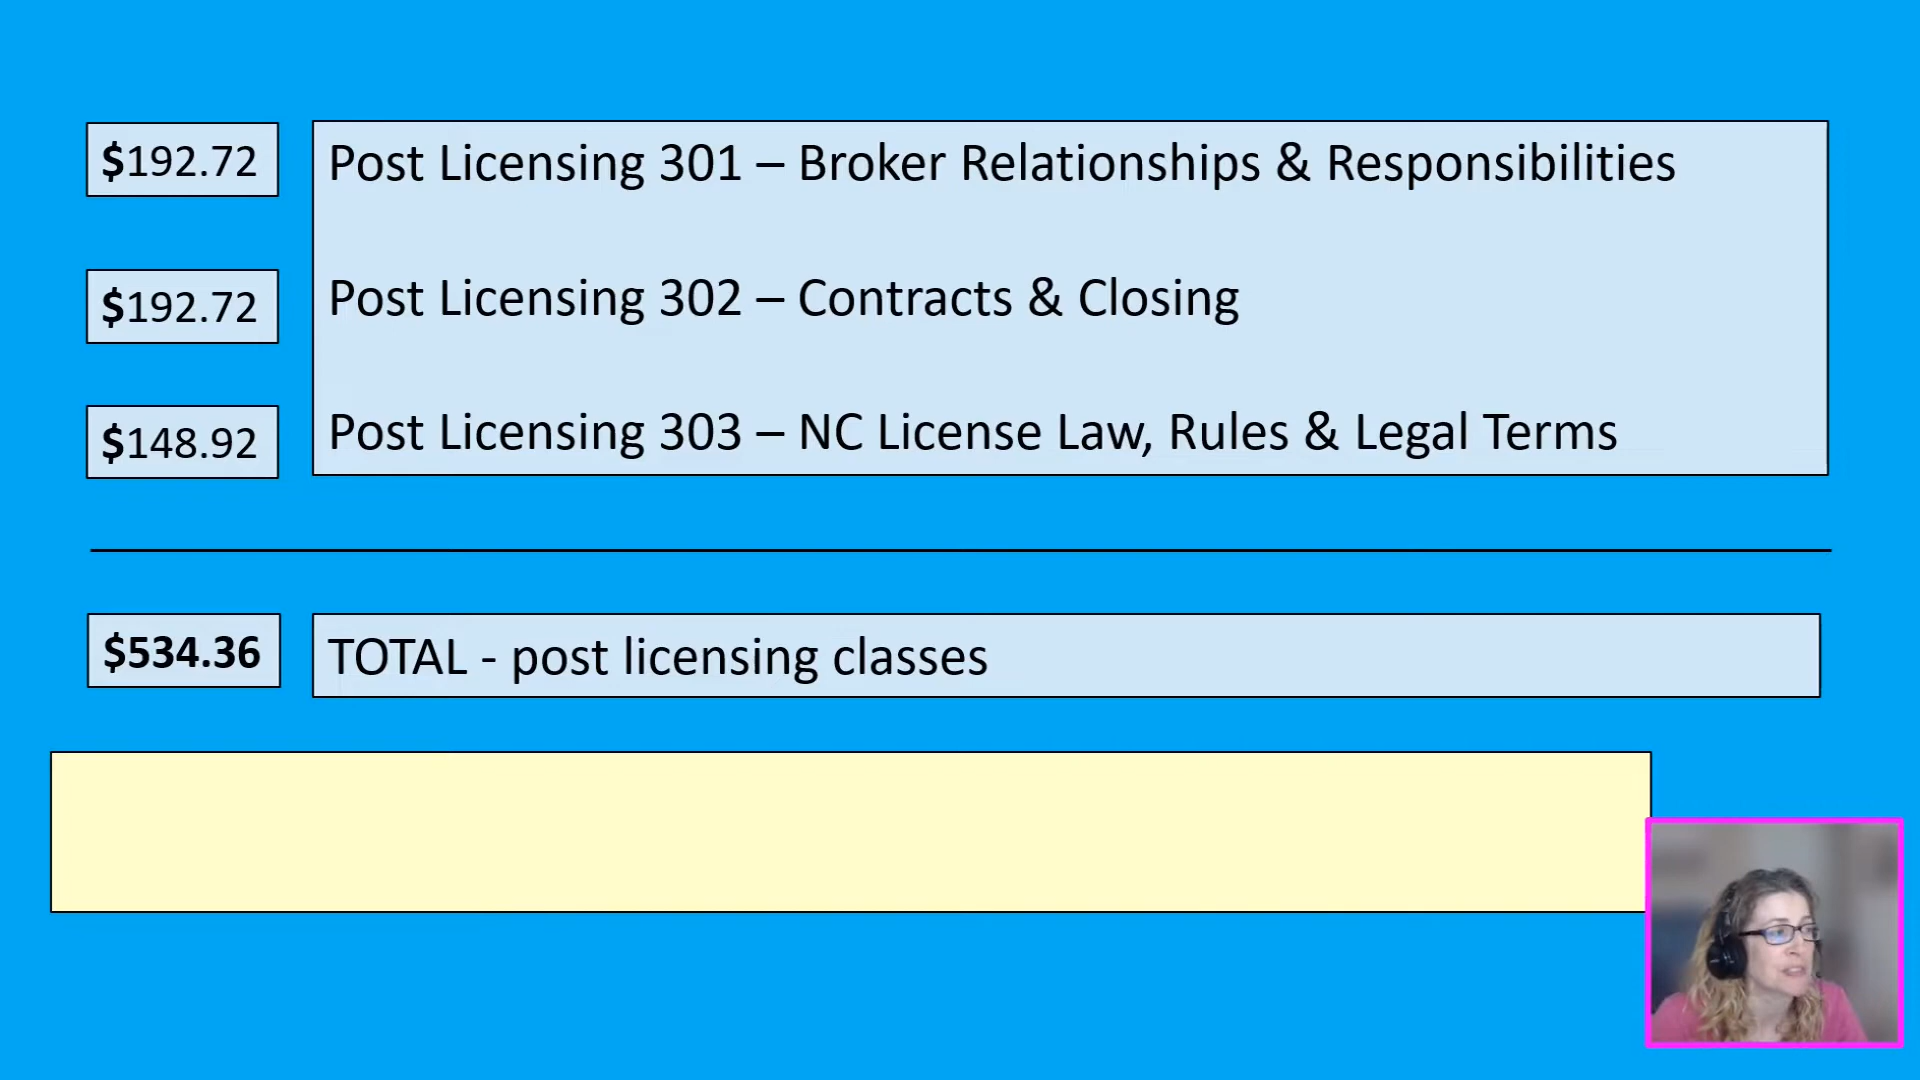 $192.72 Post Licensing 301 – Broker Relationships & Responsibilities
$192.72 Post Licensing 302 – Contracts & Closing
$148.92 Post Licensing 303 – NC License Law, Rules & Legal Terms
$534.36 TOTAL - post licensing classes